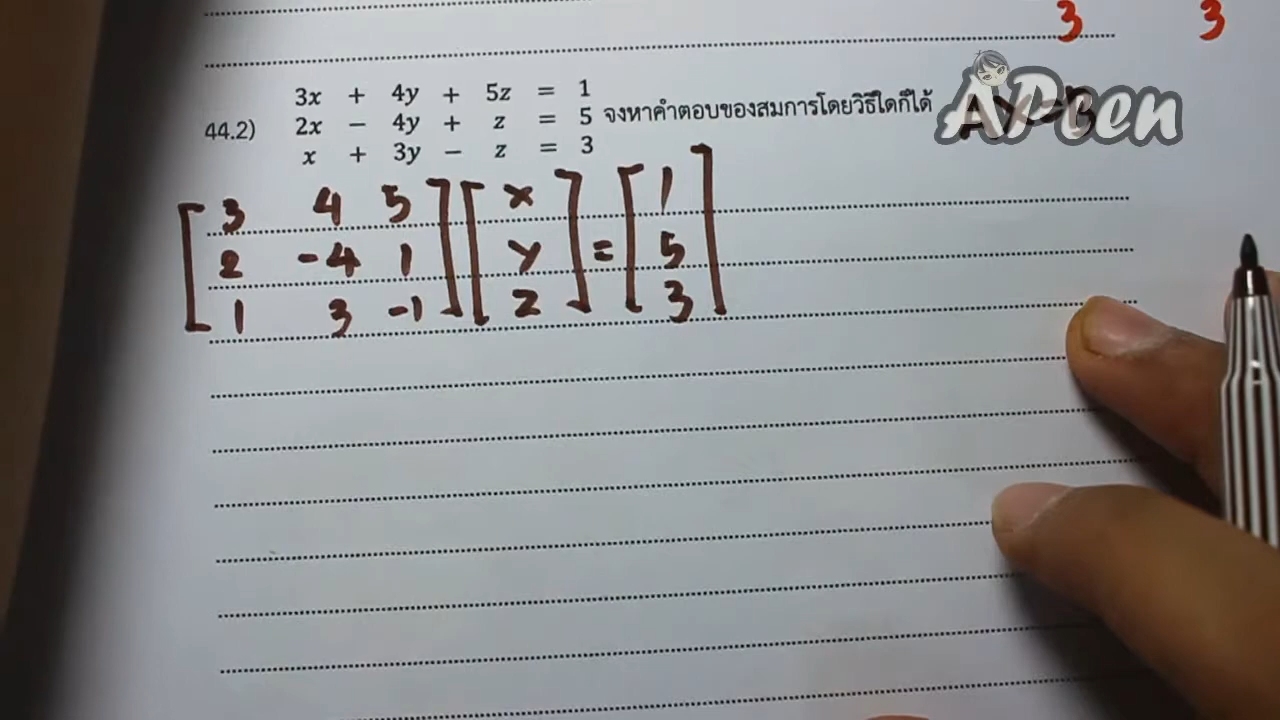 3 3
3x + 4y + 5z = 1
44.2) 2x − 4y + z = 5 จงหาคำตอบของสมการโดยวิธีใดก็ได้ AX=B
x + 3y − z = 3
APeen
[3 4 5] [x] = [1]
[2 -4 1] [y] = [5]
[1 3 -1] [z] = [3]